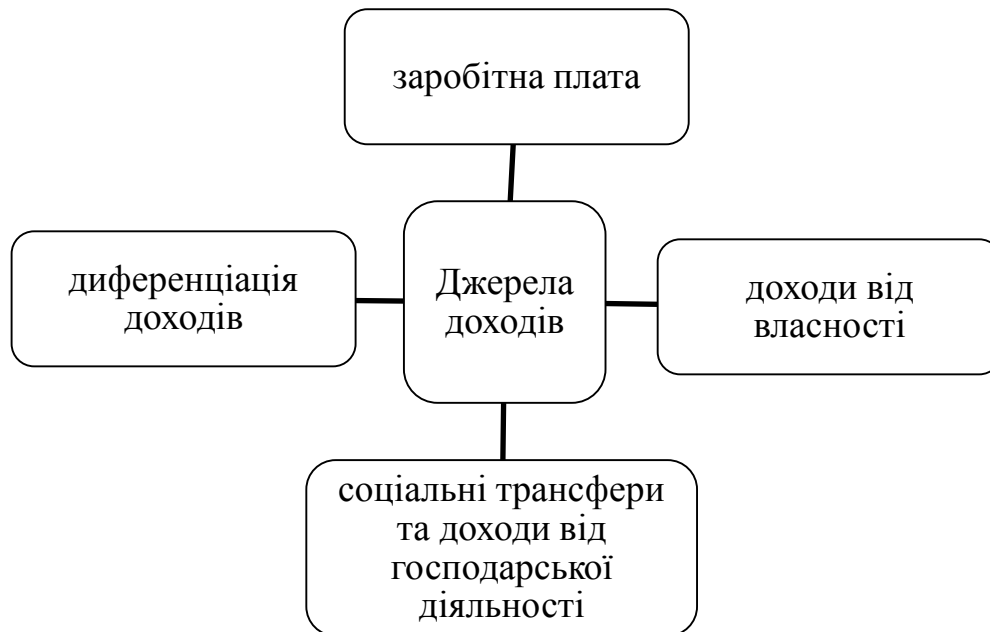 заробітна плата
диференціація
доходів
Джерела
доходів
доходи від
власності
соціальні трансфери
та доходи від
господарської
діяльності